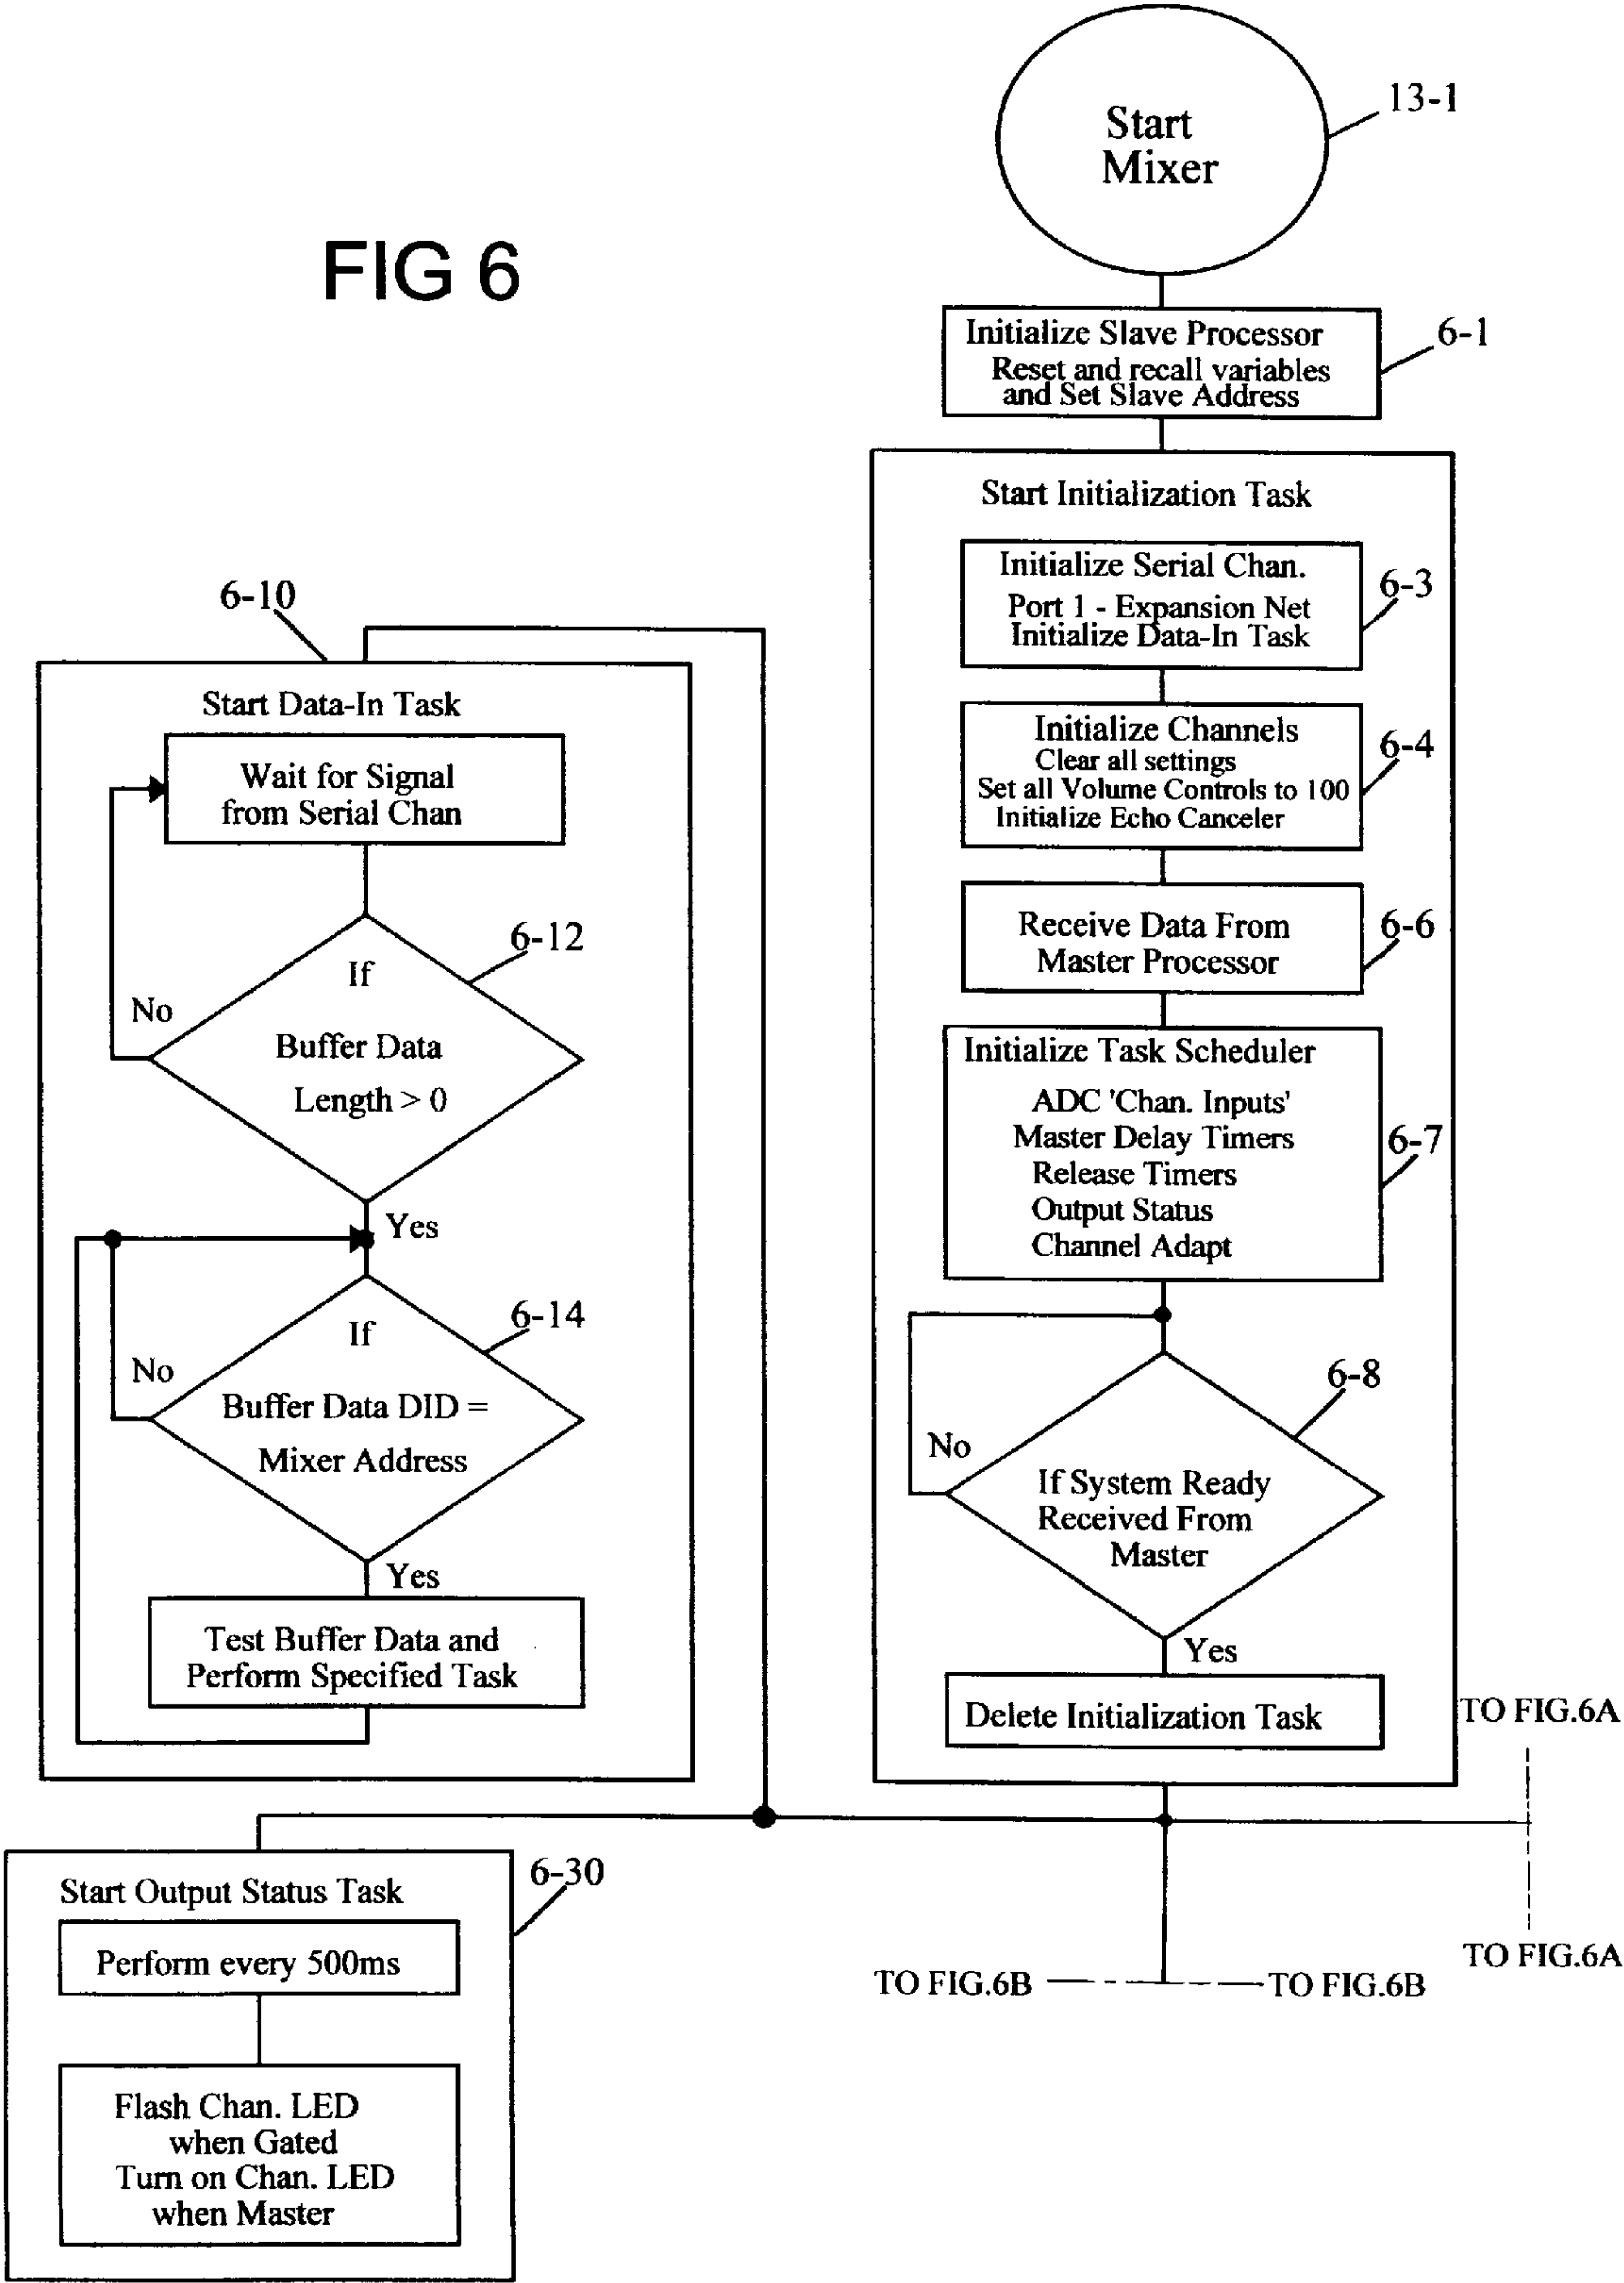 FIG 6
Start
Mixer
13-1
Initialize Slave Processor
Reset and recall variables
and Set Slave Address
6-1
Start Initialization Task
Initialize Serial Chan.
Port 1 - Expansion Net
Initialize Data-In Task
6-3
Initialize Channels
Clear all settings
Set all Volume Controls to 100
Initialize Echo Canceler
6-4
Receive Data From
Master Processor
6-6
Initialize Task Scheduler
ADC 'Chan. Inputs'
Master Delay Timers
Release Timers
Output Status
Channel Adapt
6-7
6-8
No
If System Ready
Received From
Master
Yes
Delete Initialization Task
6-10
Start Data-In Task
Wait for Signal
from Serial Chan
6-12
If
No
Buffer Data
Length > 0
Yes
6-14
If
No
Buffer Data DID =
Mixer Address
Yes
Test Buffer Data and
Perform Specified Task
TO FIG.6A
TO FIG.6A
TO FIG.6B
TO FIG.6B
6-30
Start Output Status Task
Perform every 500ms
Flash Chan. LED
when Gated
Turn on Chan. LED
when Master